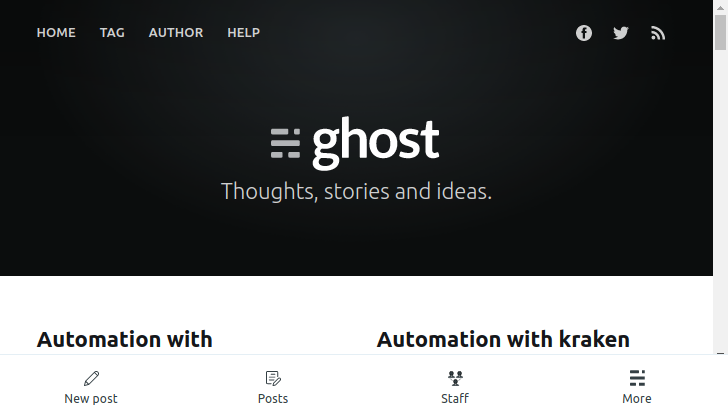 HOME TAG AUTHOR HELP
ghost
Thoughts, stories and ideas.
Automation with
Automation with kraken
New post Posts Staff More